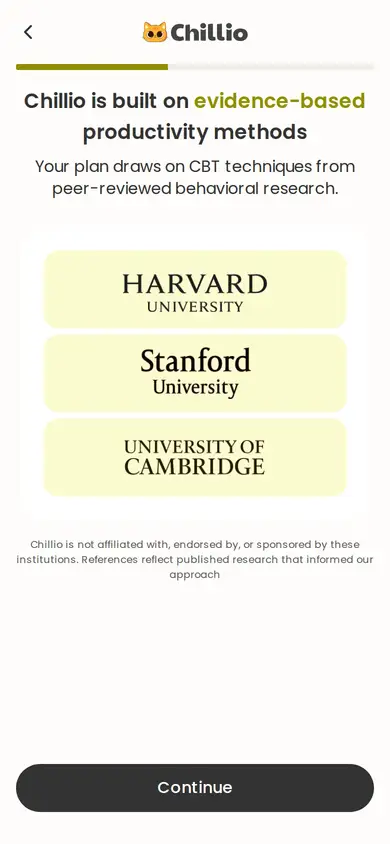 Chillio
Chillio is built on evidence-based
productivity methods
Your plan draws on CBT techniques from
peer-reviewed behavioral research.
HARVARD
UNIVERSITY
Stanford
University
UNIVERSITY OF
CAMBRIDGE
Chillio is not affiliated with, endorsed by, or sponsored by these
institutions. References reflect published research that informed our
approach
Continue